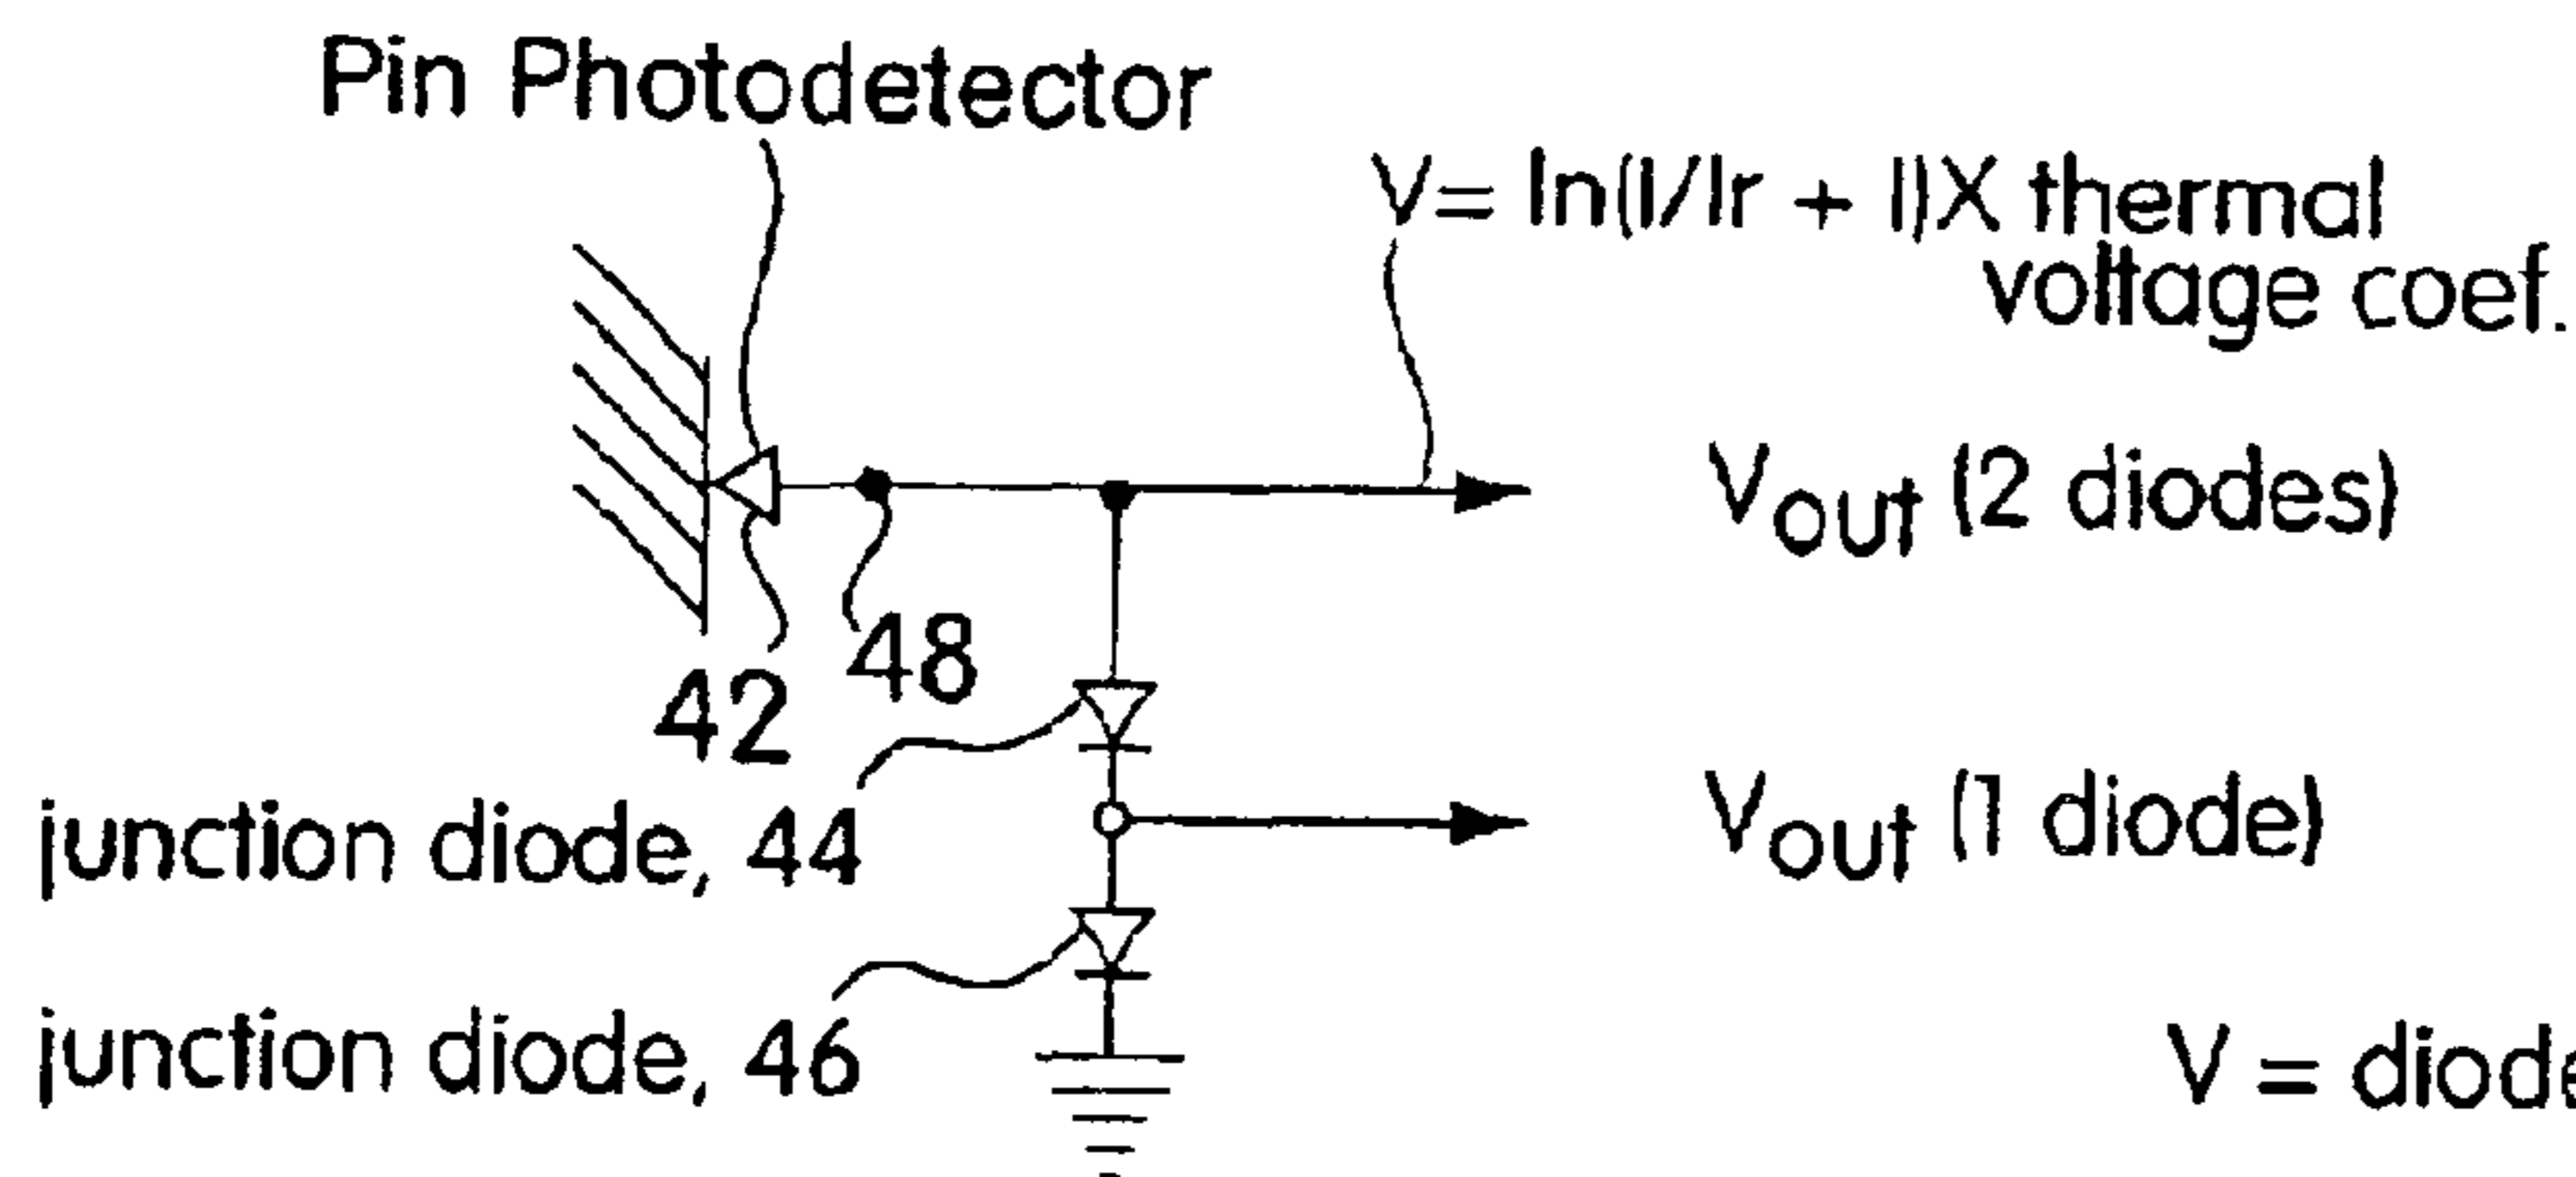 Pin Photodetector
V= ln(I/Ir + I)X thermal
voltage coef.
Vout (2 diodes)
48
42
junction diode, 44
Vout (1 diode)
junction diode, 46
V = diode